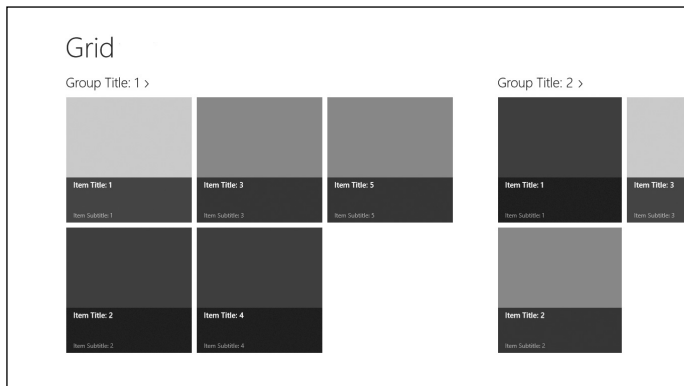 Grid
Group Title: 1 >
Item Title: 1
Item Subtitle: 1
Item Title: 3
Item Subtitle: 3
Item Title: 5
Item Subtitle: 5
Item Title: 2
Item Subtitle: 2
Item Title: 4
Item Subtitle: 4
Group Title: 2 >
Item Title: 1
Item Subtitle: 1
Item Title: 3
Item Subtitle: 3
Item Title: 2
Item Subtitle: 2